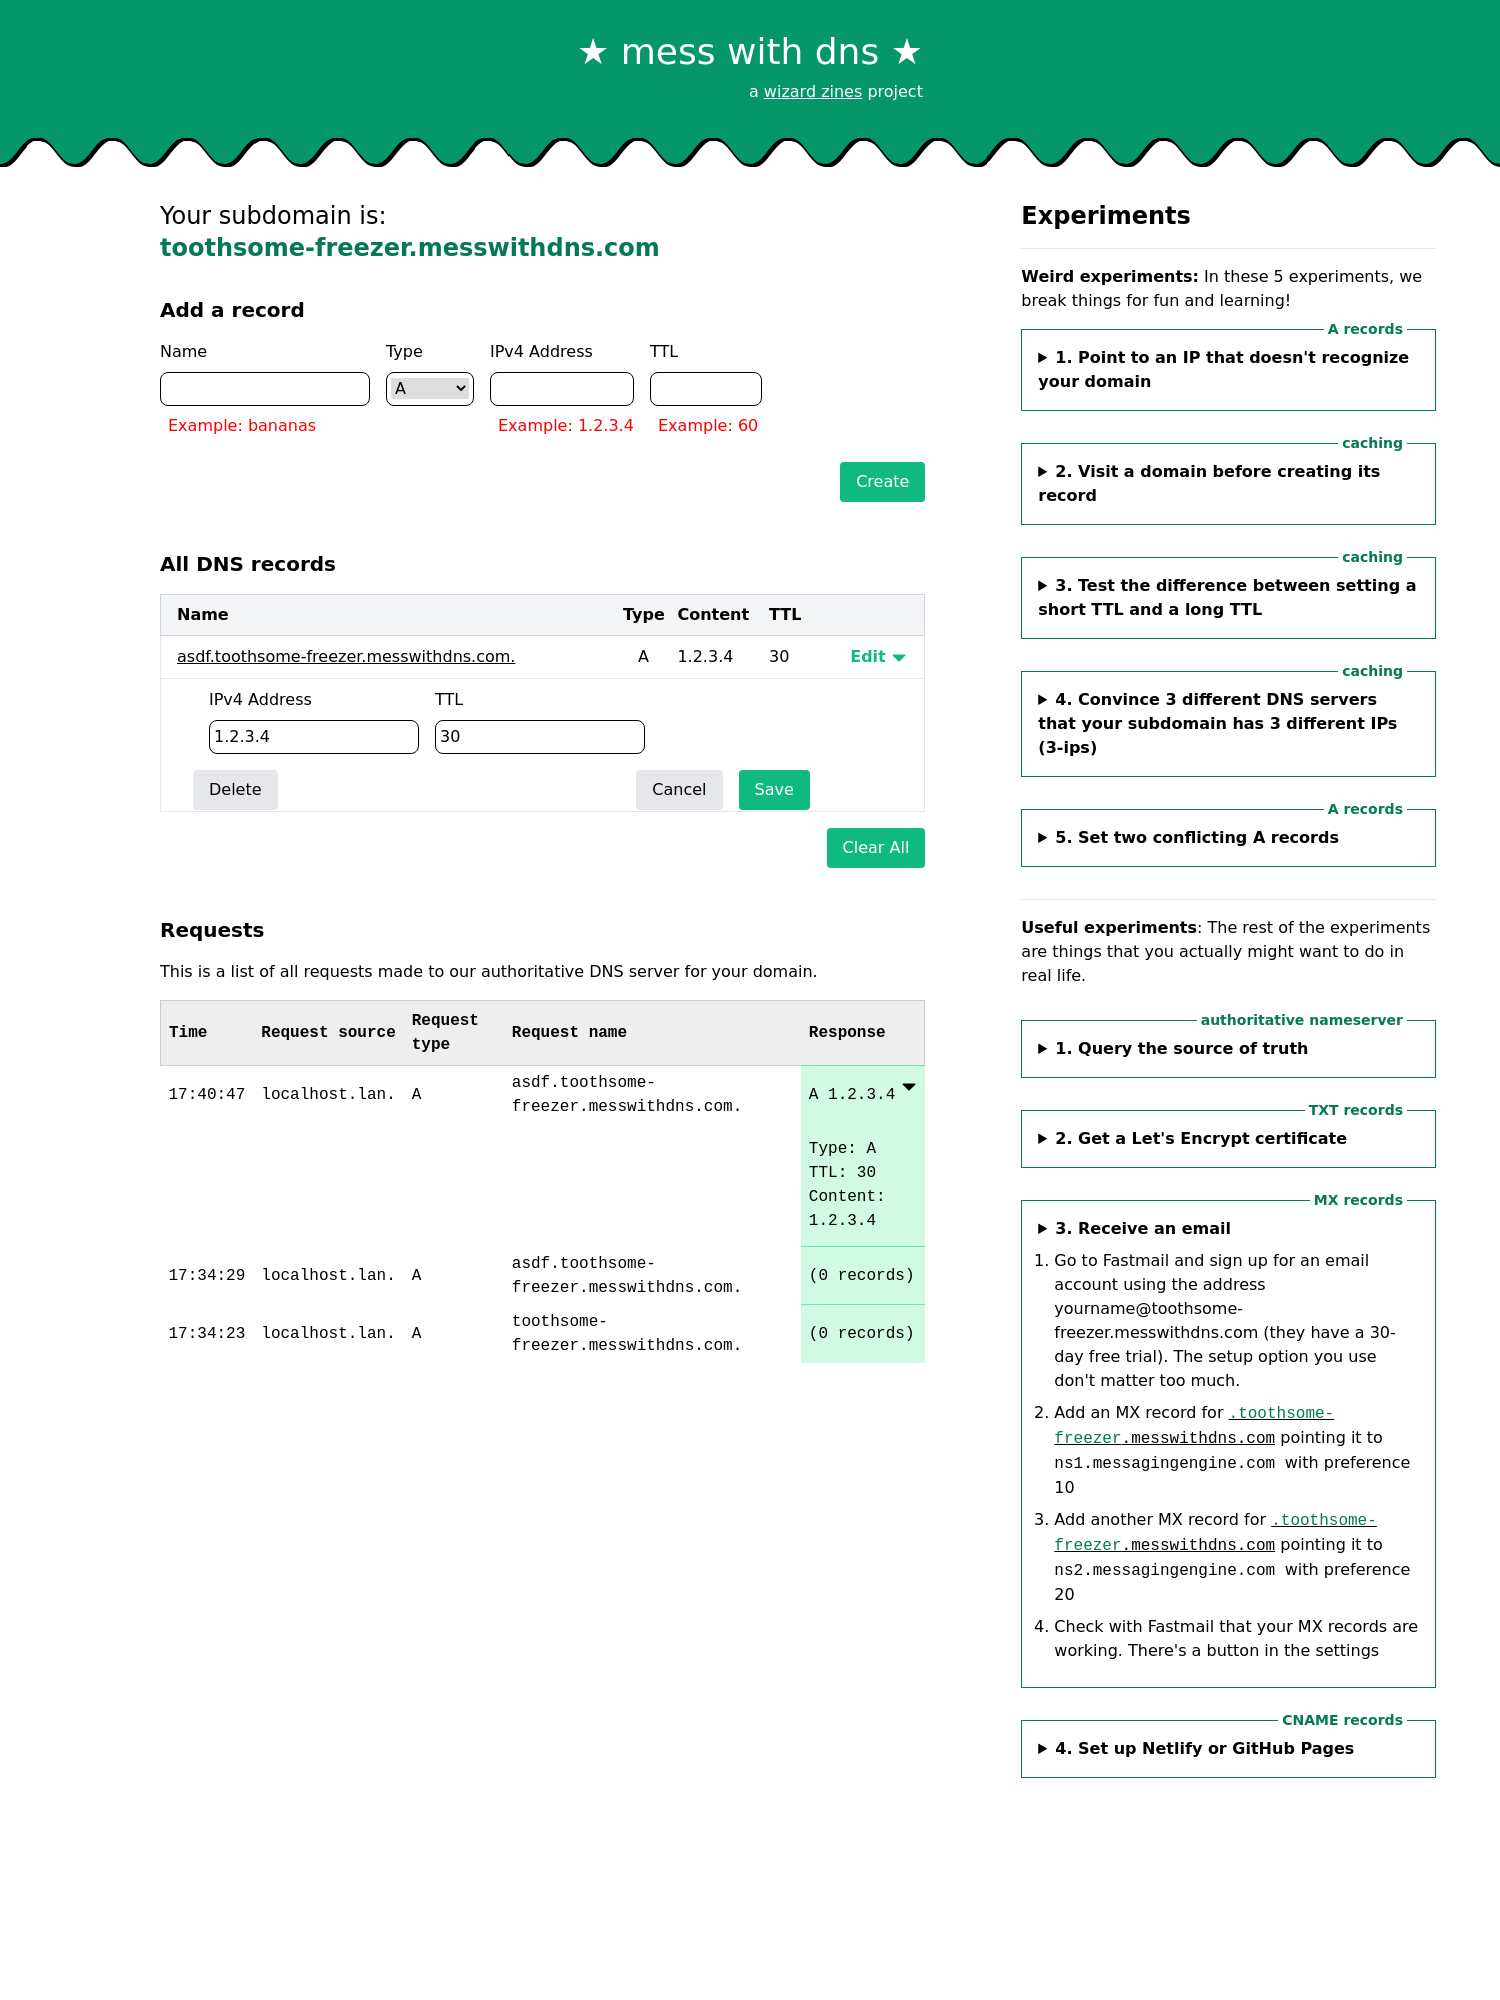 ★ mess with dns ★
a wizard zines project
Your subdomain is:
toothsome-freezer.messwithdns.com
Add a record
Name Type IPv4 Address TTL
A
Example: bananas Example: 1.2.3.4 Example: 60
Create
All DNS records
Name Type Content TTL
asdf.toothsome-freezer.messwithdns.com. A 1.2.3.4 30 Edit
IPv4 Address TTL
1.2.3.4 30
Delete Cancel Save
Clear All
Requests
This is a list of all requests made to our authoritative DNS server for your domain.
Time Request source Request type Request name Response
17:40:47 localhost.lan. A asdf.toothsome-
freezer.messwithdns.com. A 1.2.3.4
Type: A
TTL: 30
Content:
1.2.3.4
17:34:29 localhost.lan. A asdf.toothsome-
freezer.messwithdns.com. (0 records)
17:34:23 localhost.lan. A toothsome-
freezer.messwithdns.com. (0 records)
Experiments
Weird experiments: In these 5 experiments, we
break things for fun and learning!
A records
1. Point to an IP that doesn't recognize
your domain
caching
2. Visit a domain before creating its
record
caching
3. Test the difference between setting a
short TTL and a long TTL
caching
4. Convince 3 different DNS servers
that your subdomain has 3 different IPs
(3-ips)
A records
5. Set two conflicting A records
Useful experiments: The rest of the experiments
are things that you actually might want to do in
real life.
authoritative nameserver
1. Query the source of truth
TXT records
2. Get a Let's Encrypt certificate
MX records
3. Receive an email
1. Go to Fastmail and sign up for an email
account using the address
yourname@toothsome-
freezer.messwithdns.com (they have a 30-
day free trial). The setup option you use
don't matter too much.
2. Add an MX record for .toothsome-
freezer.messwithdns.com pointing it to
ns1.messagingengine.com with preference
10
3. Add another MX record for .toothsome-
freezer.messwithdns.com pointing it to
ns2.messagingengine.com with preference
20
4. Check with Fastmail that your MX records are
working. There's a button in the settings
CNAME records
4. Set up Netlify or GitHub Pages